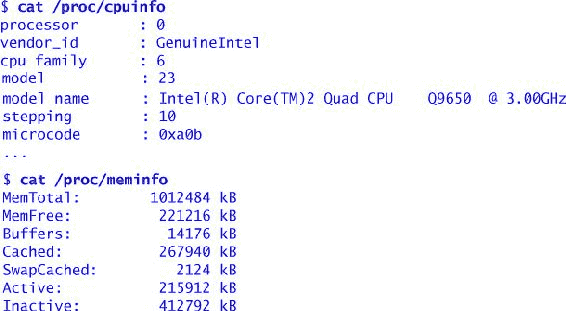 $ cat /proc/cpuinfo
processor : 0
vendor_id : GenuineIntel
cpu family : 6
model : 23
model name : Intel(R) Core(TM)2 Quad CPU Q9650 @ 3.00GHz
stepping : 10
microcode : 0xa0b
...
$ cat /proc/meminfo
MemTotal: 1012484 kB
MemFree: 221216 kB
Buffers: 14176 kB
Cached: 267940 kB
SwapCached: 2124 kB
Active: 215912 kB
Inactive: 412792 kB